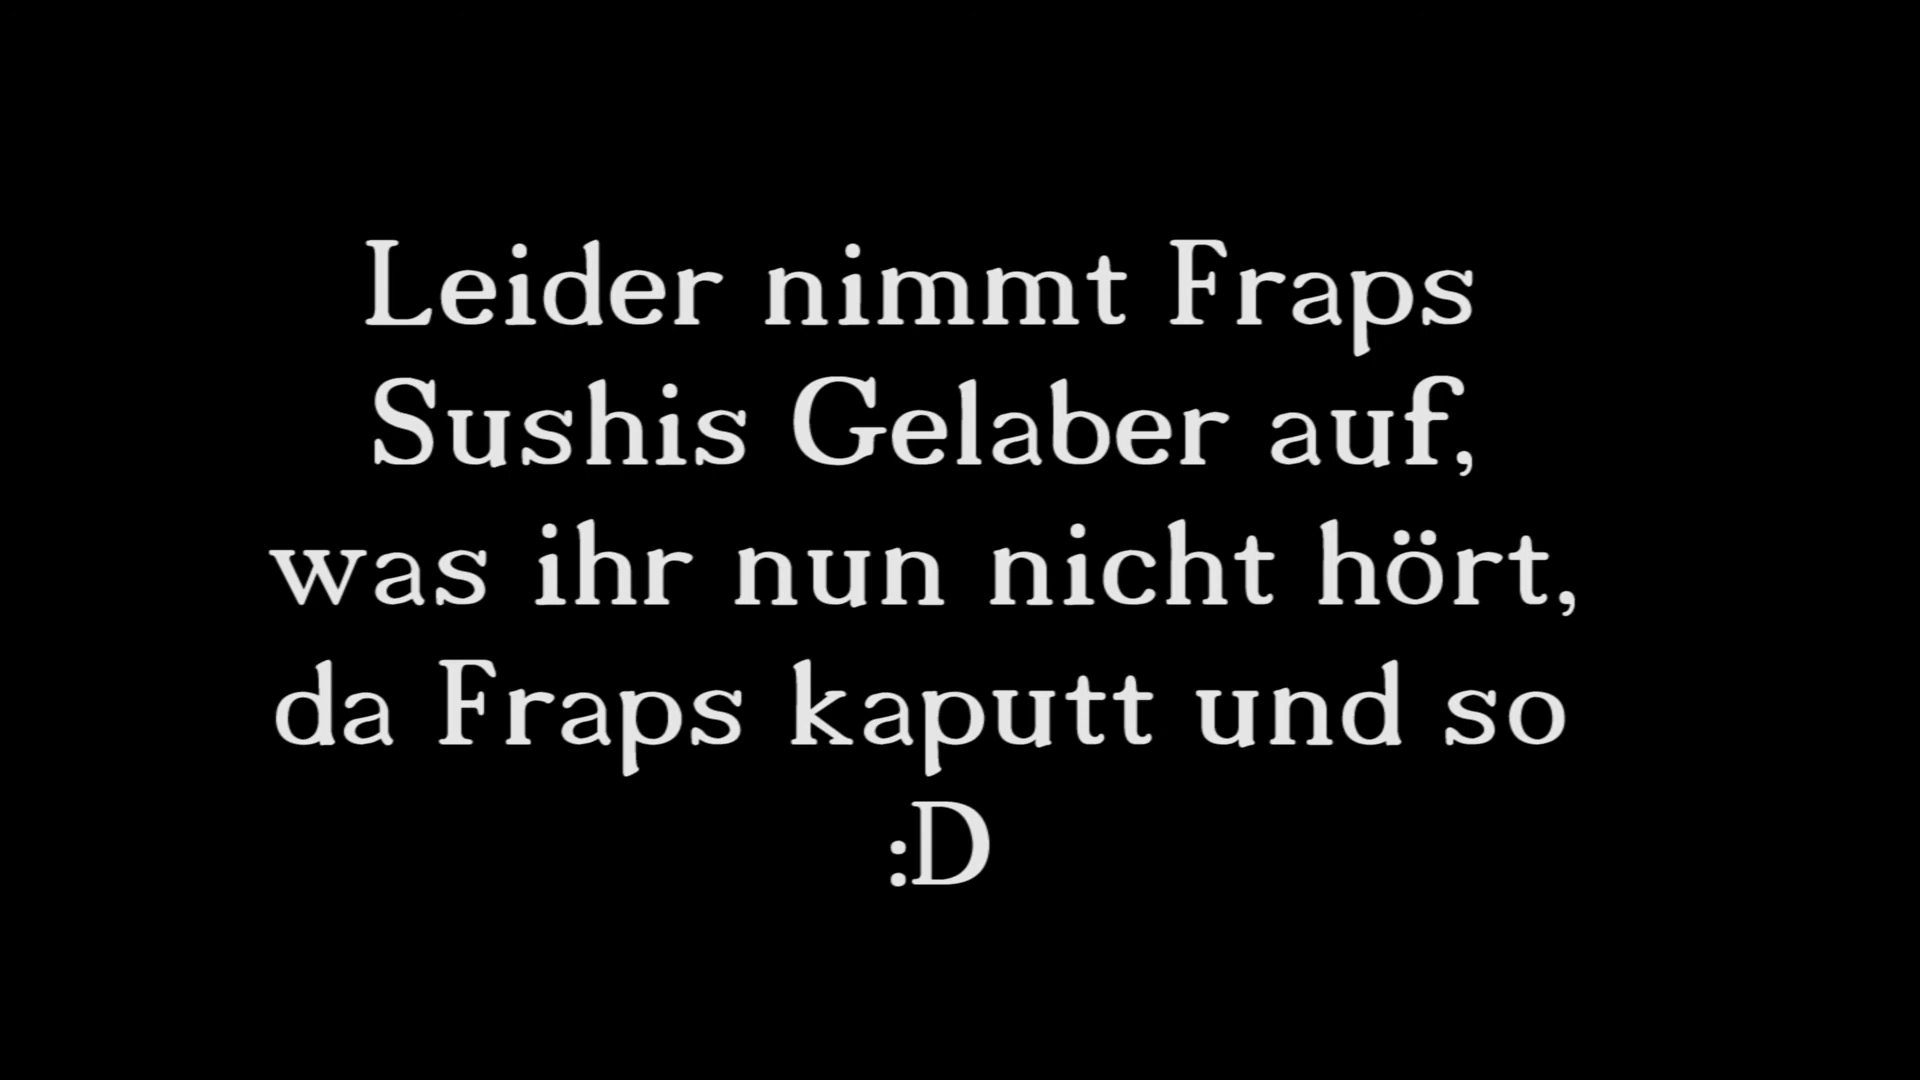 Leider nimmt Fraps
Sushis Gelaber auf,
was ihr nun nicht hört,
da Fraps kaputt und so
:D